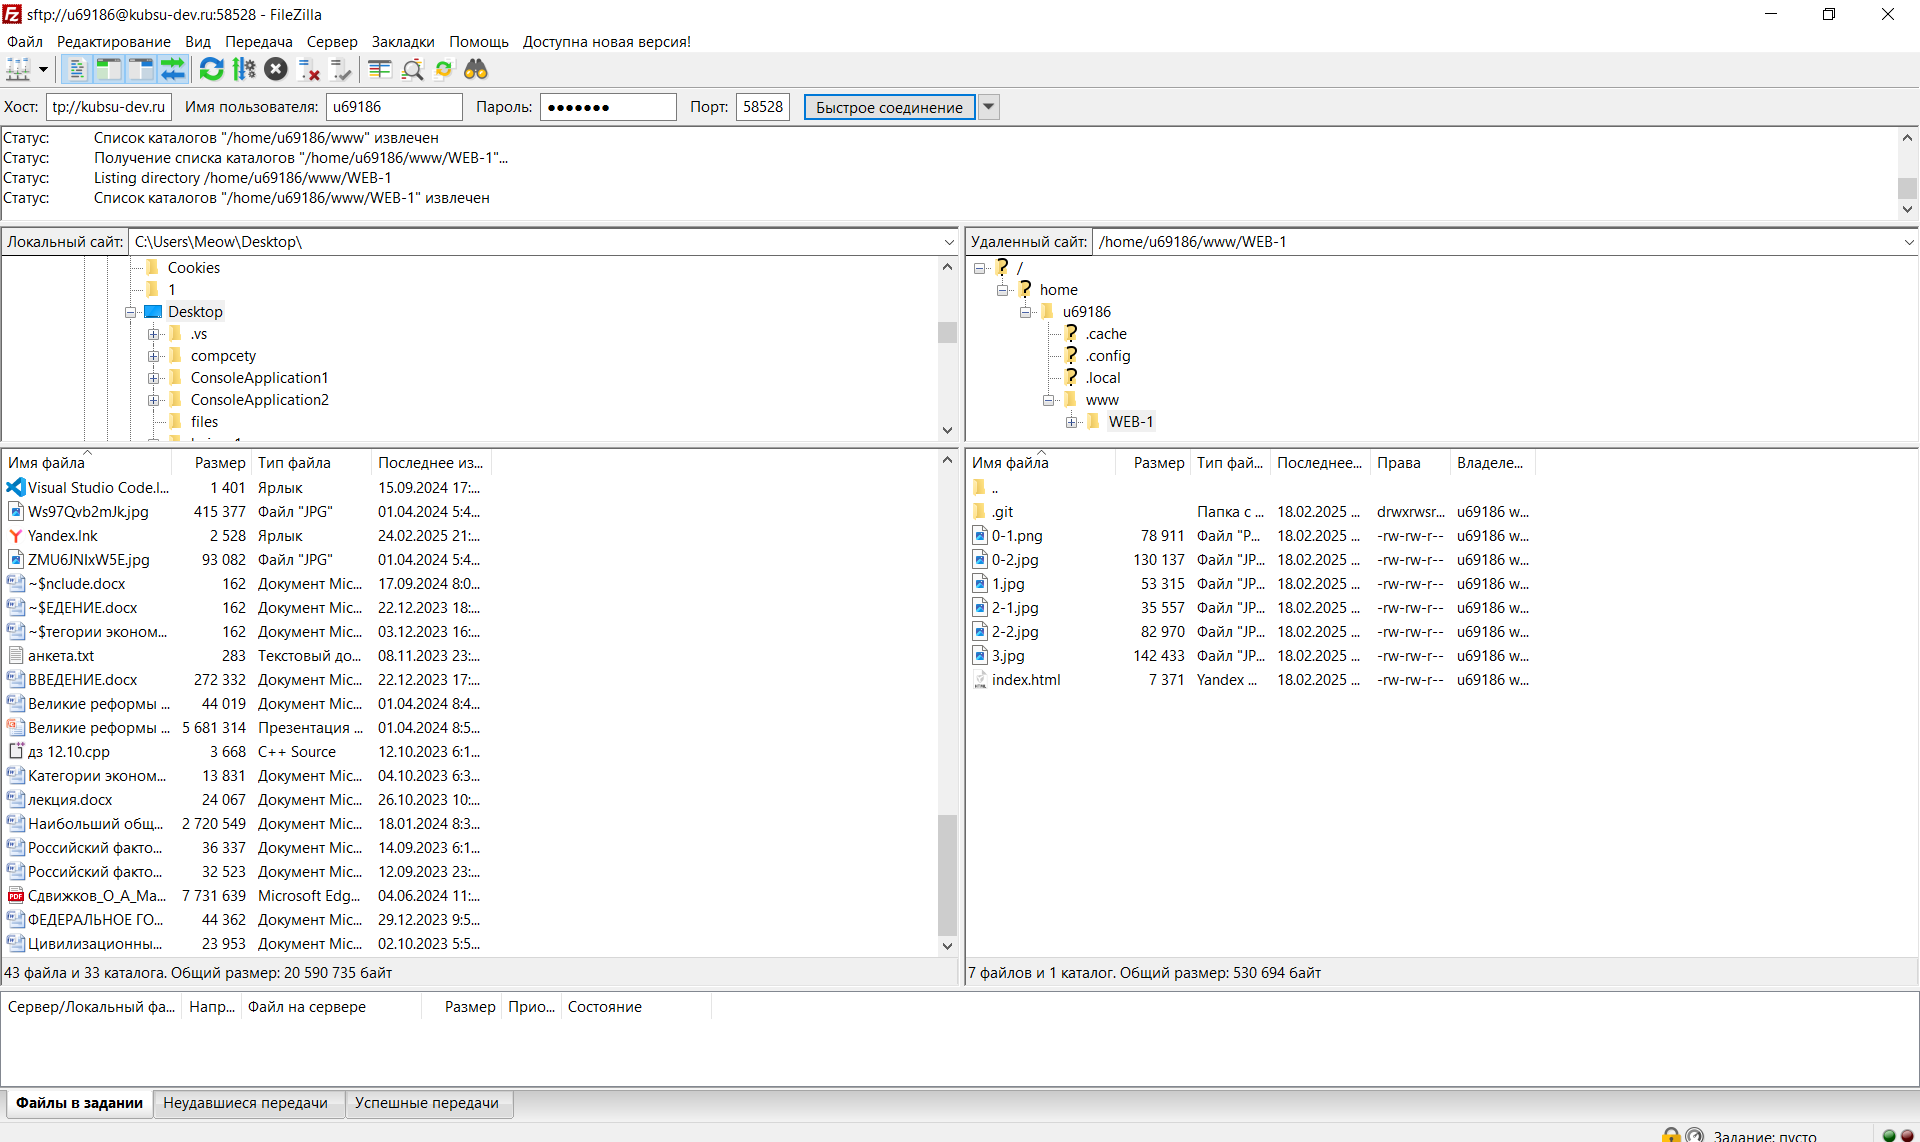 sftp://u69186@kubsu-dev.ru:58528 - FileZilla
Файл Редактирование Вид Передача Сервер Закладки Помощь Доступна новая версия!
Хост: tp://kubsu-dev.ru Имя пользователя: u69186 Пароль: ●●●●●●● Порт: 58528 Быстрое соединение
Статус: Список каталогов "/home/u69186/www" извлечен
Статус: Получение списка каталогов "/home/u69186/www/WEB-1"...
Статус: Listing directory /home/u69186/www/WEB-1
Статус: Список каталогов "/home/u69186/www/WEB-1" извлечен
Локальный сайт: C:\Users\Meow\Desktop\
Cookies
1
Desktop
.vs
compcety
ConsoleApplication1
ConsoleApplication2
files
Удаленный сайт: /home/u69186/www/WEB-1
/
home
u69186
.cache
.config
.local
www
WEB-1
Имя файла Размер Тип файла Последнее из...
Visual Studio Code.l... 1 401 Ярлык 15.09.2024 17:...
Ws97Qvb2mJk.jpg 415 377 Файл "JPG" 01.04.2024 5:4...
Yandex.lnk 2 528 Ярлык 24.02.2025 21:...
ZMU6JNIxW5E.jpg 93 082 Файл "JPG" 01.04.2024 5:4...
~$nclude.docx 162 Документ Mic... 17.09.2024 8:0...
~$ЕДЕНИЕ.docx 162 Документ Mic... 22.12.2023 18:...
~$тегории эконом... 162 Документ Mic... 03.12.2023 16:...
анкета.txt 283 Текстовый до... 08.11.2023 23:...
ВВЕДЕНИЕ.docx 272 332 Документ Mic... 22.12.2023 17:...
Великие реформы ... 44 019 Документ Mic... 01.04.2024 8:4...
Великие реформы ... 5 681 314 Презентация ... 01.04.2024 8:5...
дз 12.10.cpp 3 668 C++ Source 12.10.2023 6:1...
Категории эконом... 13 831 Документ Mic... 04.10.2023 6:3...
лекция.docx 24 067 Документ Mic... 26.10.2023 10:...
Наибольший общ... 2 720 549 Документ Mic... 18.01.2024 8:3...
Российский факто... 36 337 Документ Mic... 14.09.2023 6:1...
Российский факто... 32 523 Документ Mic... 12.09.2023 23:...
Сдвижков_О_А_Ма... 7 731 639 Microsoft Edg... 04.06.2024 11:...
ФЕДЕРАЛЬНОЕ ГО... 44 362 Документ Mic... 29.12.2023 9:5...
Цивилизационны... 23 953 Документ Mic... 02.10.2023 5:5...
43 файла и 33 каталога. Общий размер: 20 590 735 байт
Имя файла Размер Тип фай... Последнее... Права Владеле...
..
.git Папка с ... 18.02.2025 ... drwxrwsr... u69186 w...
0-1.png 78 911 Файл "P... 18.02.2025 ... -rw-rw-r-- u69186 w...
0-2.jpg 130 137 Файл "JP... 18.02.2025 ... -rw-rw-r-- u69186 w...
1.jpg 53 315 Файл "JP... 18.02.2025 ... -rw-rw-r-- u69186 w...
2-1.jpg 35 557 Файл "JP... 18.02.2025 ... -rw-rw-r-- u69186 w...
2-2.jpg 82 970 Файл "JP... 18.02.2025 ... -rw-rw-r-- u69186 w...
3.jpg 142 433 Файл "JP... 18.02.2025 ... -rw-rw-r-- u69186 w...
index.html 7 371 Yandex ... 18.02.2025 ... -rw-rw-r-- u69186 w...
7 файлов и 1 каталог. Общий размер: 530 694 байт
Сервер/Локальный фа... Напр... Файл на сервере Размер Прио... Состояние
Файлы в задании Неудавшиеся передачи Успешные передачи
Задание: пусто